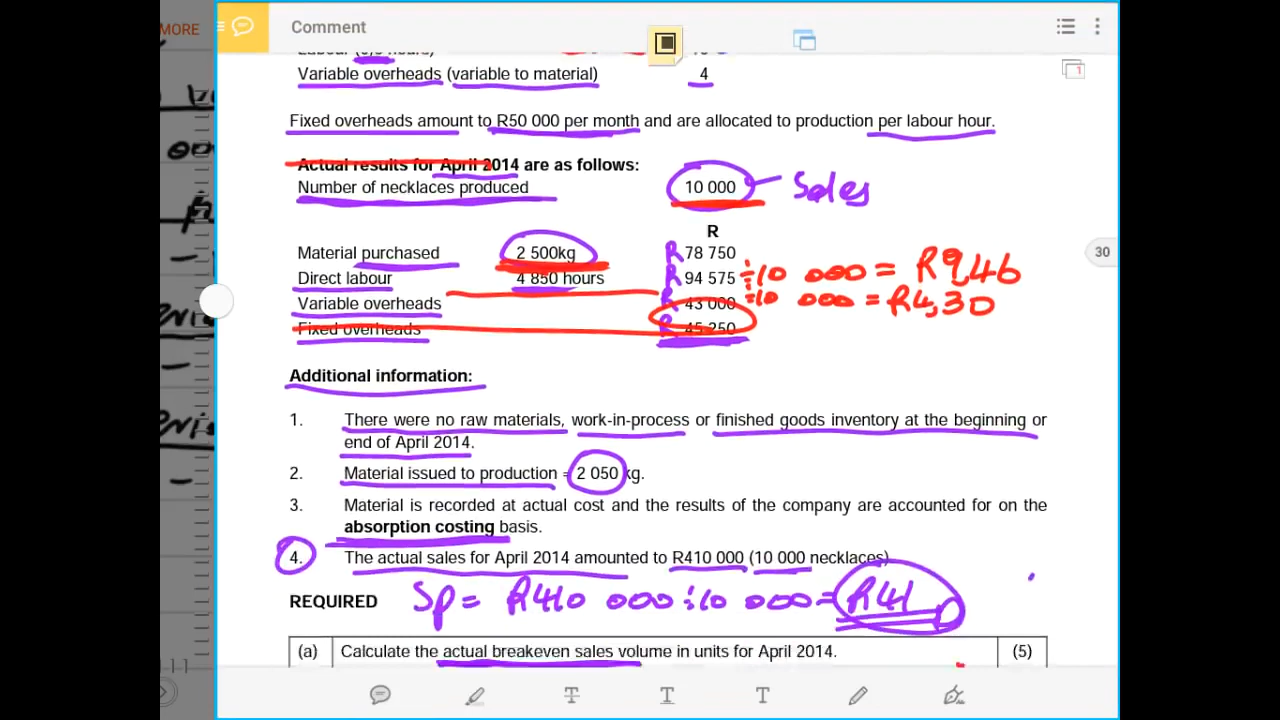 MORE
Comment
Labour (0,5 hours)
Variable overheads (variable to material) 4
Fixed overheads amount to R50 000 per month and are allocated to production per labour hour.
Actual results for April 2014 are as follows:
Number of necklaces produced 10 000 Sales
R
Material purchased 2 500kg R 78 750
Direct labour 4 850 hours R 94 575 ÷10 000 = R9,46
Variable overheads R 43 000 ÷10 000 = R4,30
Fixed overheads R 45 250
30
Additional information:
1. There were no raw materials, work-in-process or finished goods inventory at the beginning or
end of April 2014.
2. Material issued to production = 2 050 kg.
3. Material is recorded at actual cost and the results of the company are accounted for on the
absorption costing basis.
4. The actual sales for April 2014 amounted to R410 000 (10 000 necklaces)
Sp = R410 000 ÷10 000 = R41
REQUIRED
(a) Calculate the actual breakeven sales volume in units for April 2014. (5)